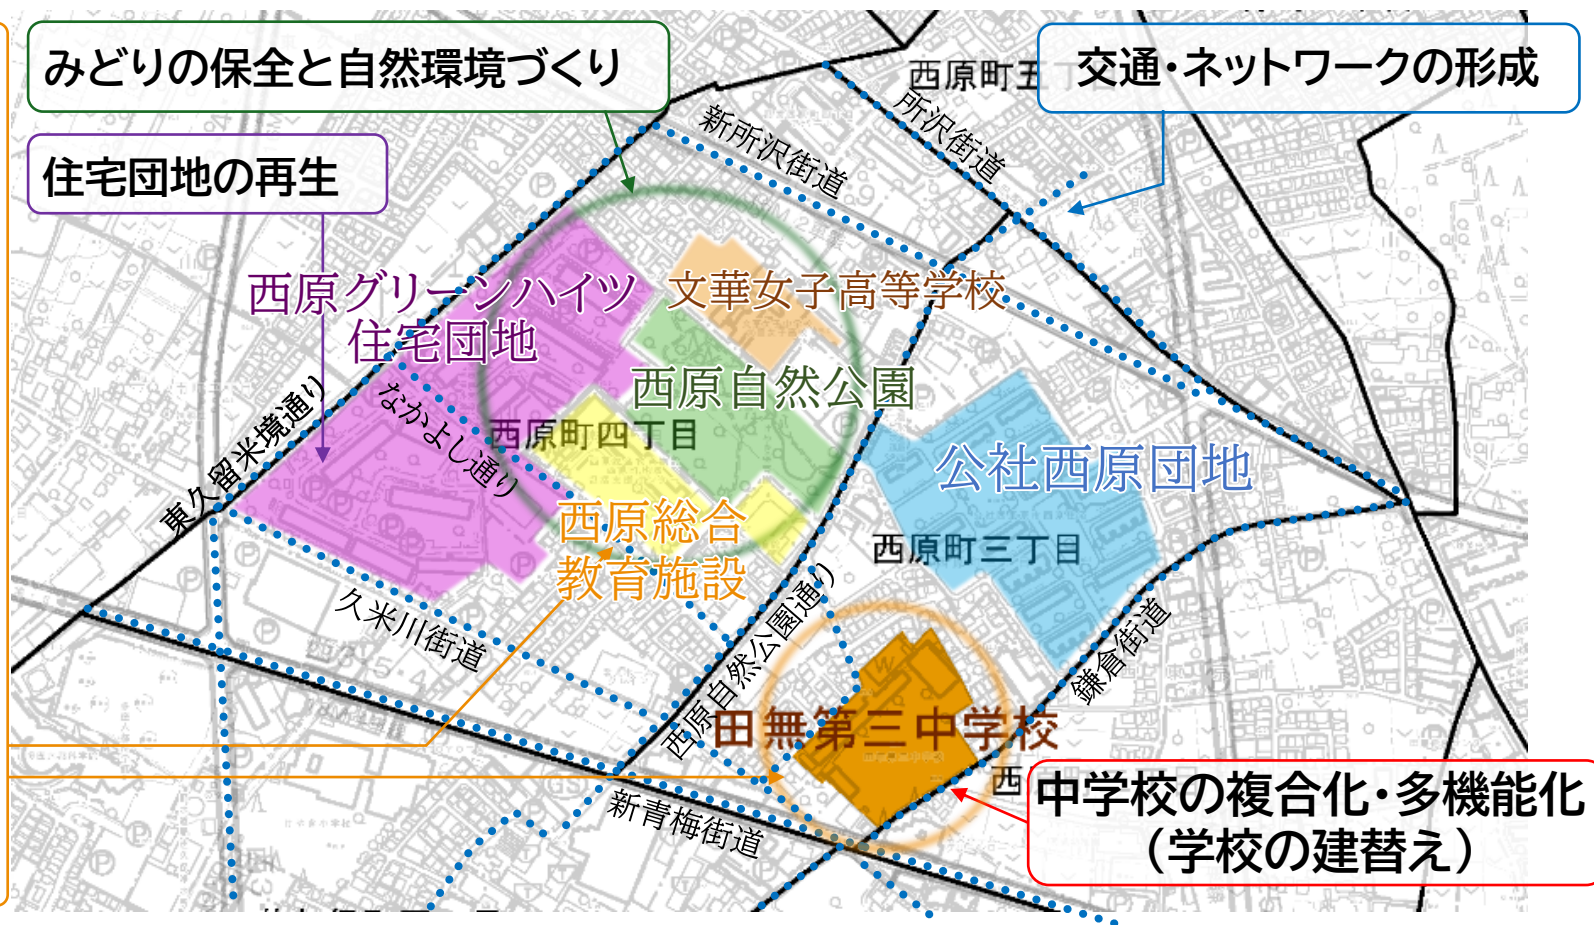 みどりの保全と自然環境づくり
交通・ネットワークの形成
西原町五丁
住宅団地の再生
新所沢街道
所沢街道
西原グリーンハイツ
住宅団地
文華女子高等学校
西原自然公園
東久留米境通り
なかよし通り
西原町四丁目
公社西原団地
西原総合
教育施設
西原町三丁目
久米川街道
西原自然公園通り
鎌倉街道
田無第三中学校
西
中学校の複合化・多機能化
（学校の建替え）
新青梅街道